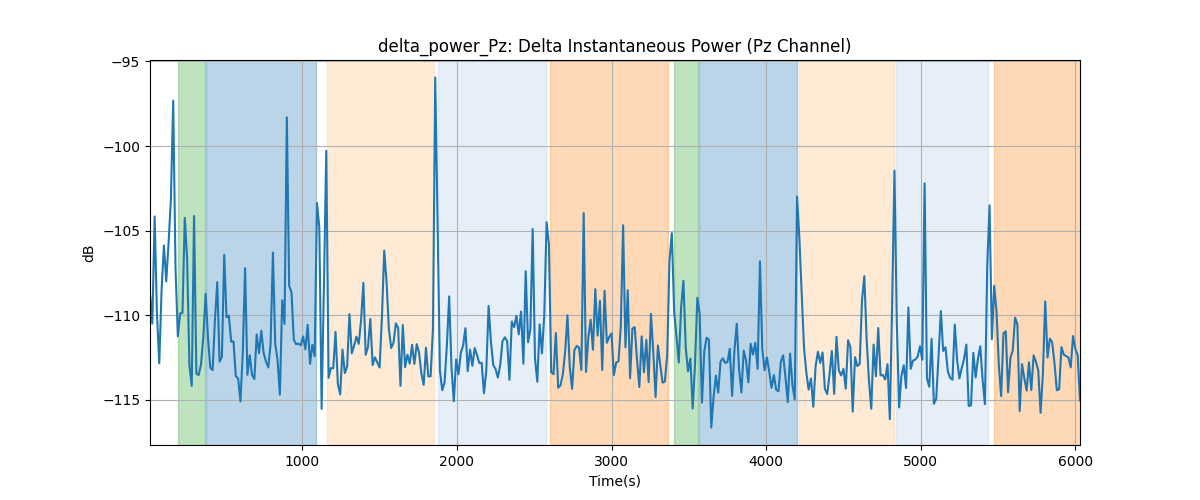 delta_power_Pz: Delta Instantaneous Power (Pz Channel)
−95
−100
−105
−110
−115
dB
1000 2000 3000 4000 5000 6000
Time(s)